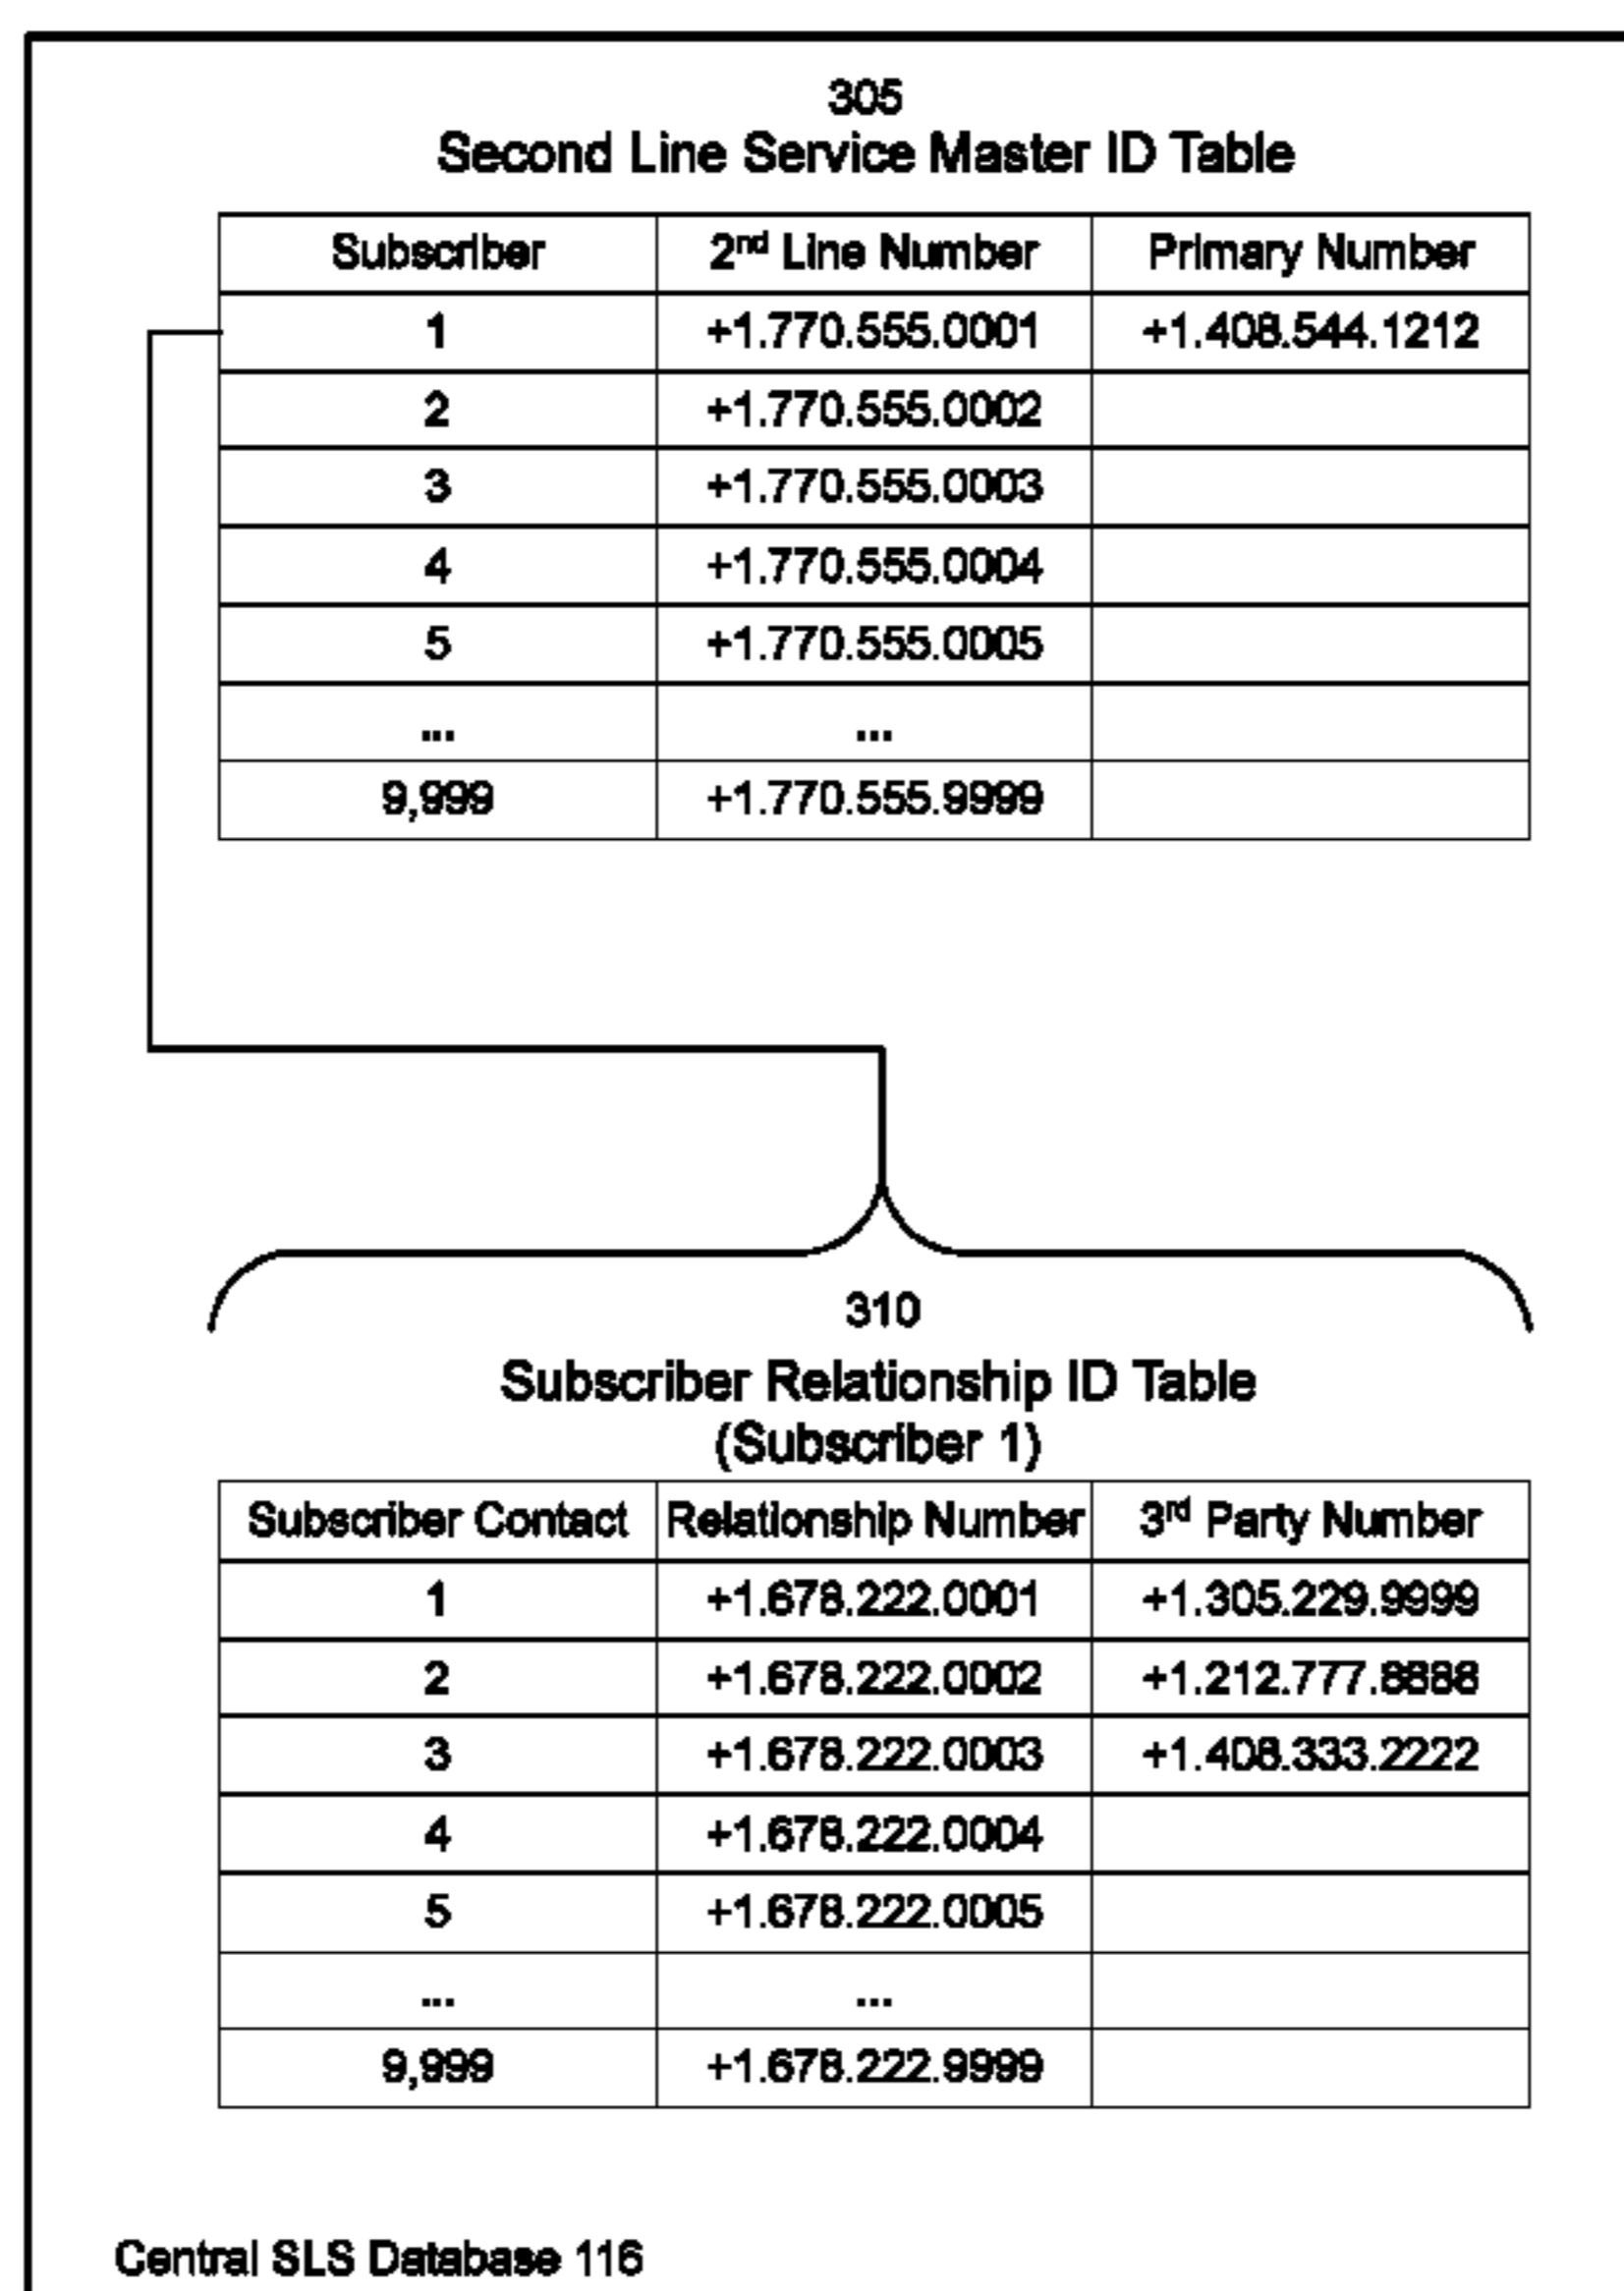 305
Second Line Service Master ID Table
Subscriber 2nd Line Number Primary Number
1 +1.770.555.0001 +1.408.544.1212
2 +1.770.555.0002
3 +1.770.555.0003
4 +1.770.555.0004
5 +1.770.555.0005
... ...
9,999 +1.770.555.9999
310
Subscriber Relationship ID Table
(Subscriber 1)
Subscriber Contact Relationship Number 3rd Party Number
1 +1.678.222.0001 +1.305.229.9999
2 +1.678.222.0002 +1.212.777.8888
3 +1.678.222.0003 +1.408.333.2222
4 +1.678.222.0004
5 +1.678.222.0005
... ...
9,999 +1.678.222.9999
Central SLS Database 116